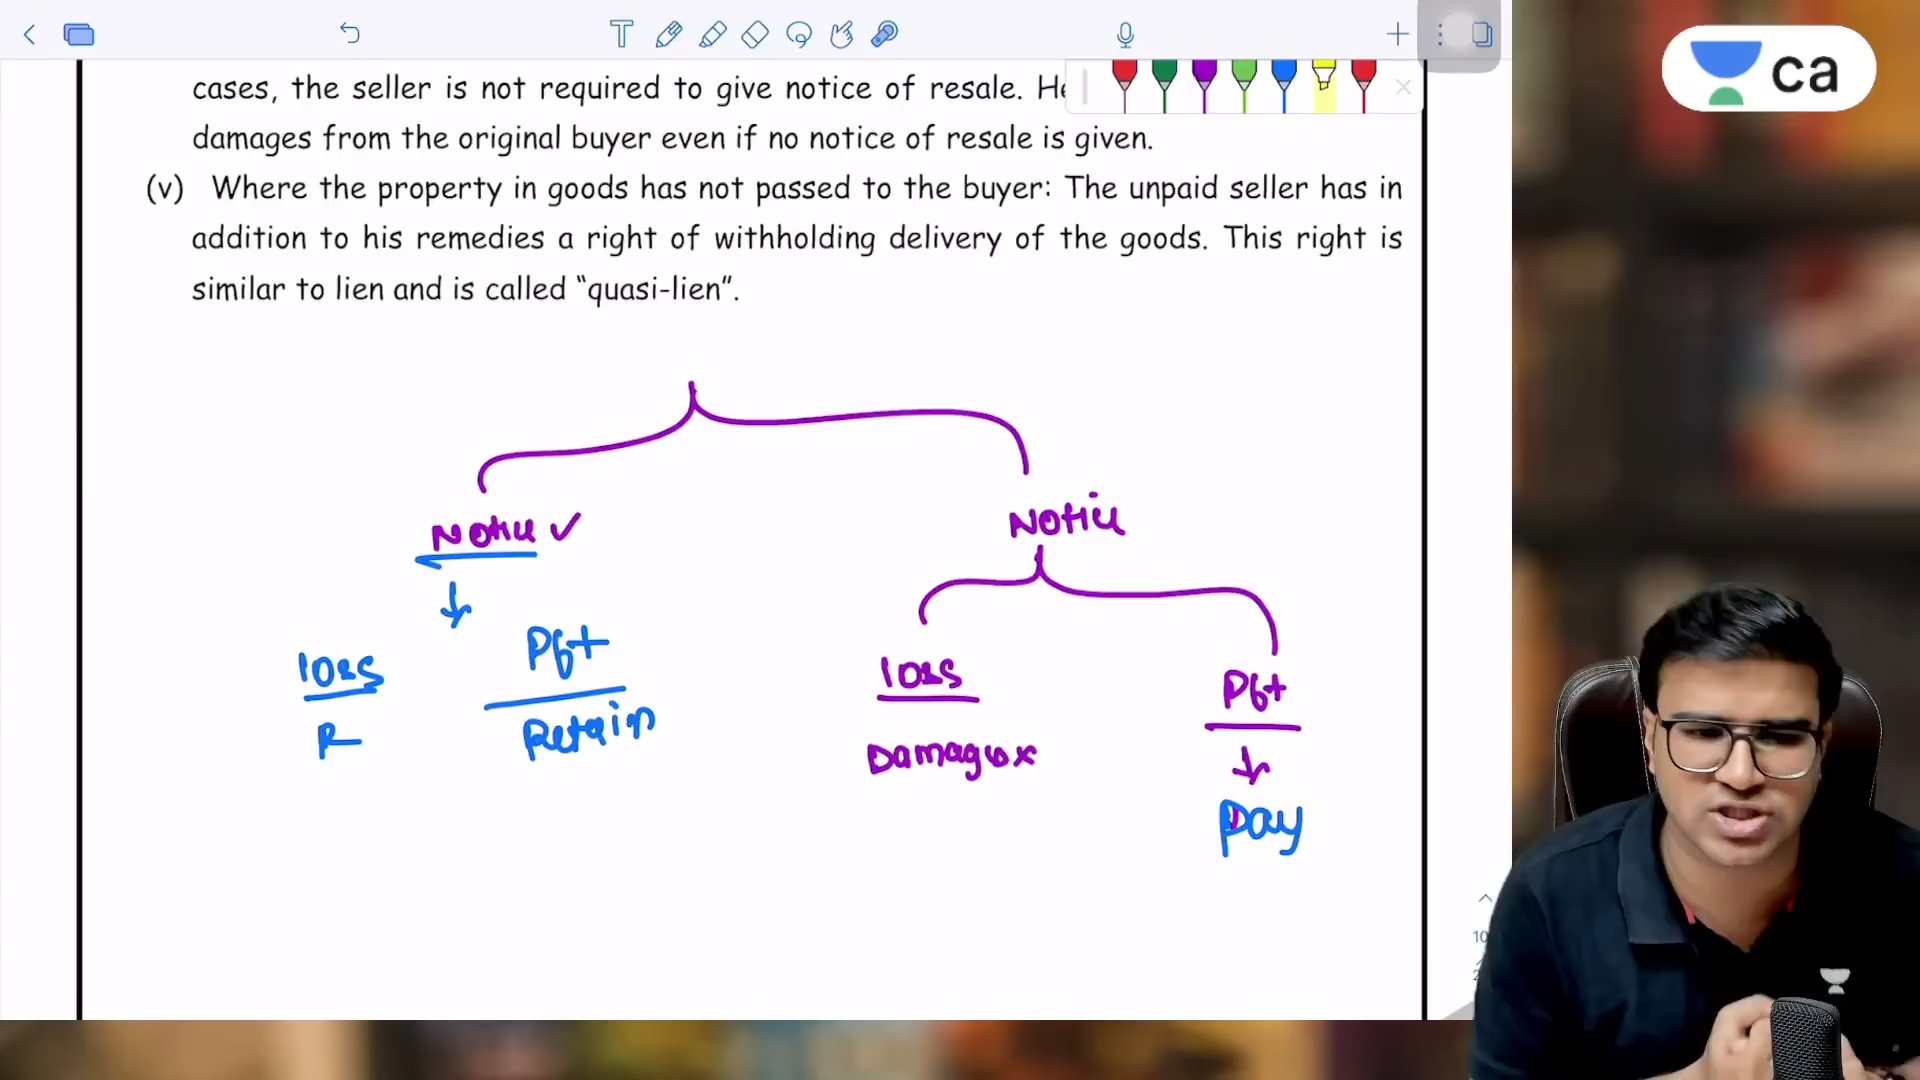 cases, the seller is not required to give notice of resale. He
damages from the original buyer even if no notice of resale is given.
(v) Where the property in goods has not passed to the buyer: The unpaid seller has in
addition to his remedies a right of withholding delivery of the goods. This right is
similar to lien and is called “quasi-lien”.
Notice ✓
Notice
loss
R
Pft
Retain
loss
Damages x
Pft
Pay
ca